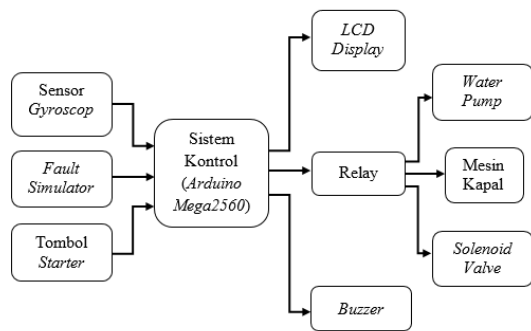 Sensor
Gyroscop
Fault
Simulator
Tombol
Starter
Sistem
Kontrol
(Arduino
Mega2560)
LCD
Display
Relay
Buzzer
Water
Pump
Mesin
Kapal
Solenoid
Valve